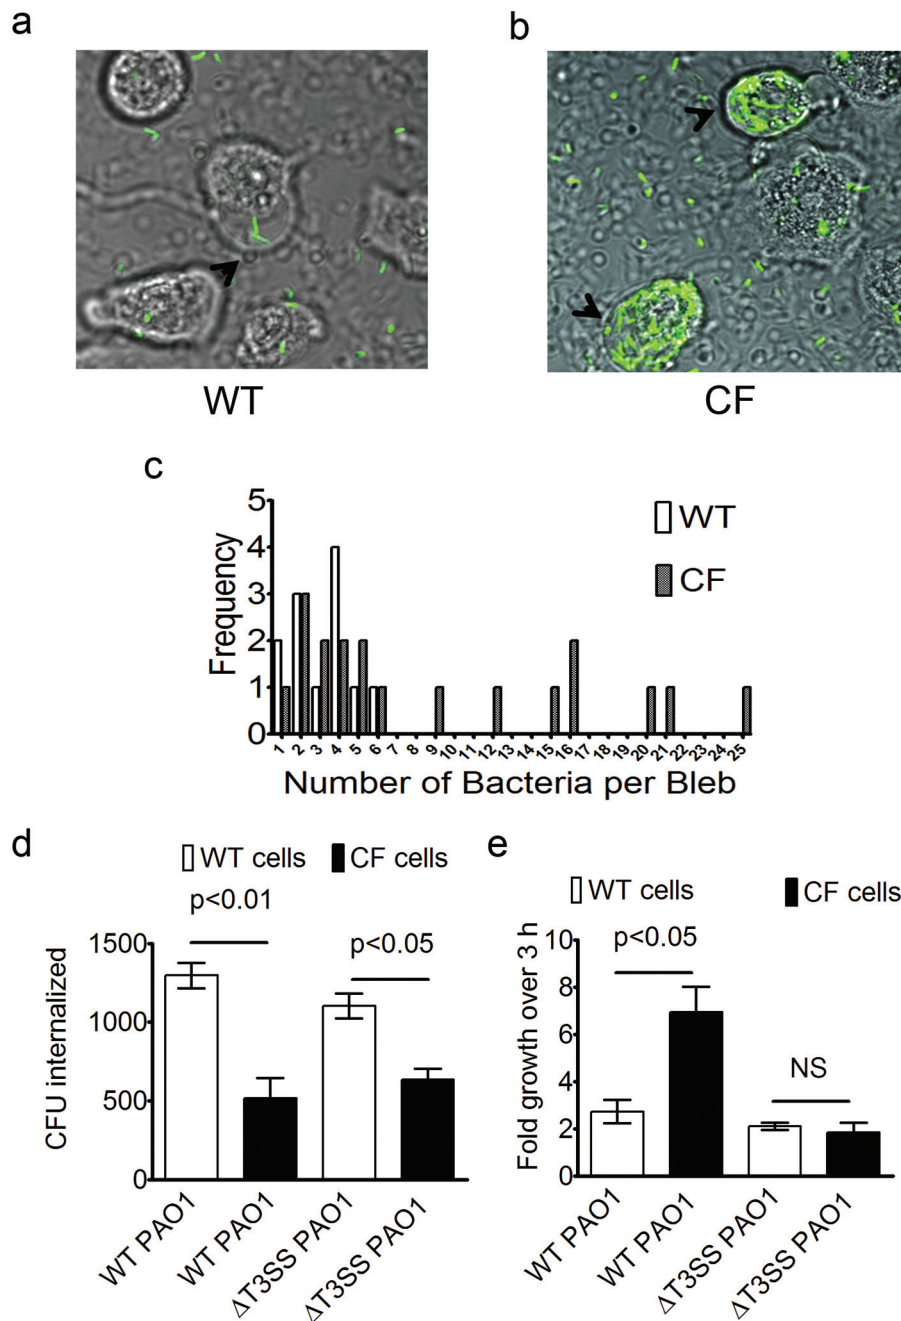 a
b
WT
CF
c
5
4
3
2
1
0
Frequency
WT
CF
1 2 3 4 5 6 7 8 9 10 11 12 13 14 15 16 17 18 19 20 21 22 23 24 25
Number of Bacteria per Bleb
d
WT cells CF cells
p<0.01
p<0.05
1500
1000
500
0
CFU internalized
WT PAO1
WT PAO1
ΔT3SS PAO1
ΔT3SS PAO1
e
WT cells CF cells
p<0.05
NS
10
8
6
4
2
0
Fold growth over 3 h
WT PAO1
WT PAO1
ΔT3SS PAO1
ΔT3SS PAO1